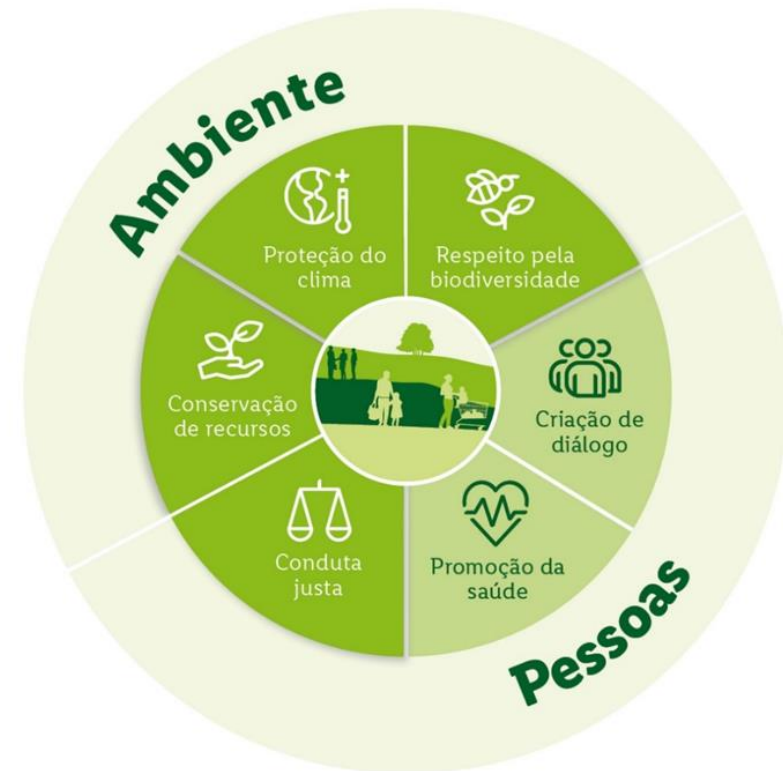 Ambiente
Proteção do
clima
Respeito pela
biodiversidade
Conservação
de recursos
Criação de
diálogo
Conduta
justa
Promoção da
saúde
Pessoas